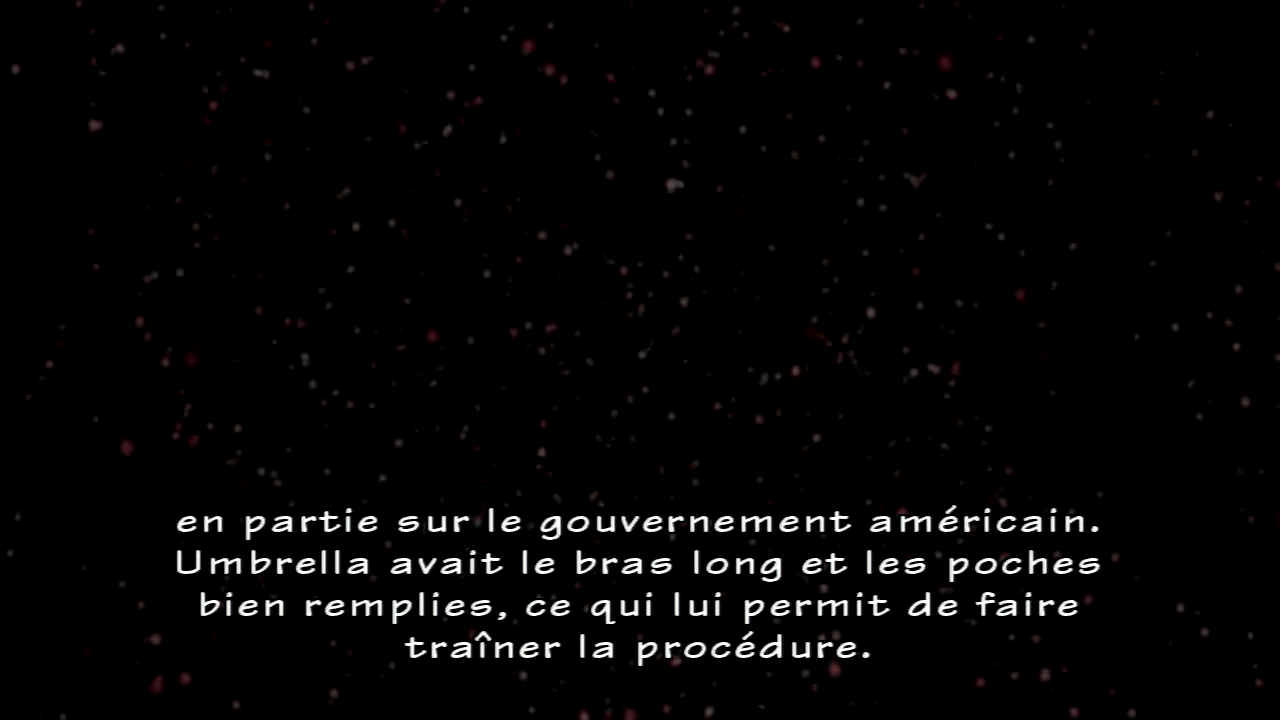 en partie sur le gouvernement américain.
Umbrella avait le bras long et les poches
bien remplies, ce qui lui permit de faire
traîner la procédure.